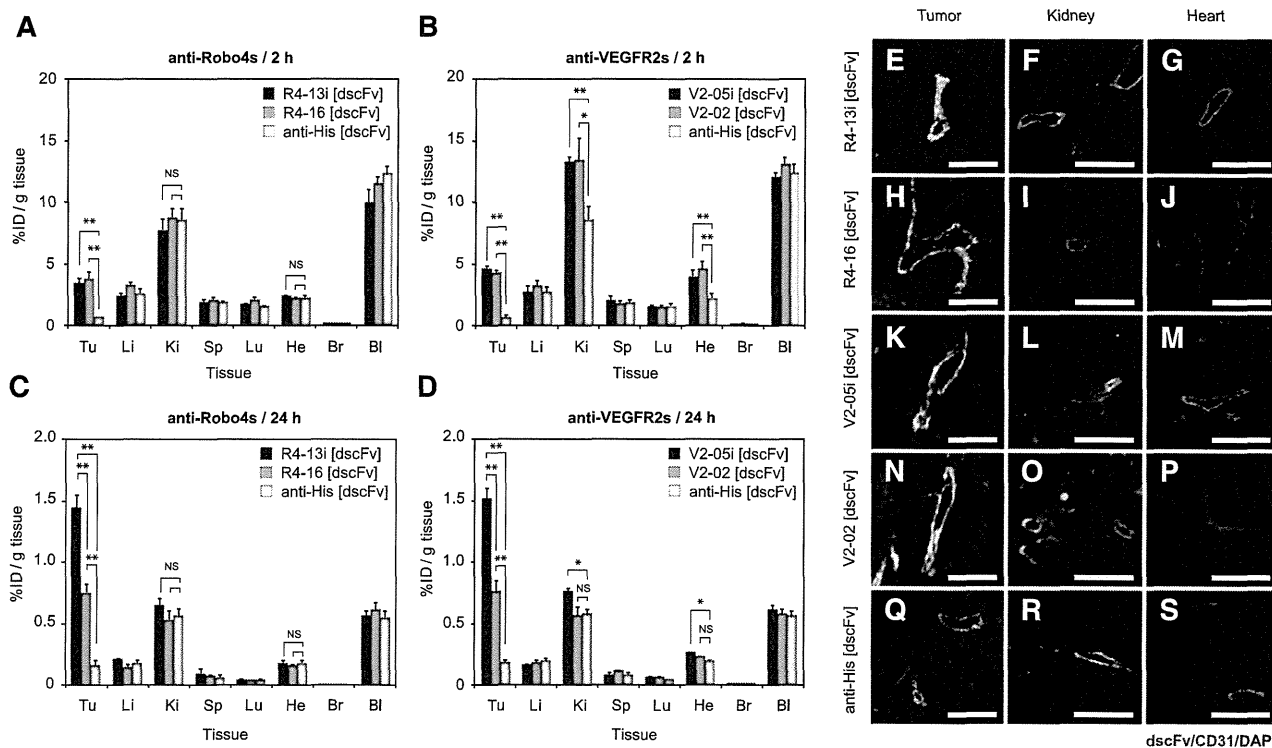 A
anti-Robo4s / 2 h
%ID / g tissue
20
15
10
5
0
R4-13i [dscFv]
R4-16 [dscFv]
anti-His [dscFv]
**
**
NS
NS
Tu Li Ki Sp Lu He Br Bl
Tissue
B
anti-VEGFR2s / 2 h
%ID / g tissue
20
15
10
5
0
V2-05i [dscFv]
V2-02 [dscFv]
anti-His [dscFv]
**
**
**
*
**
**
Tu Li Ki Sp Lu He Br Bl
Tissue
C
anti-Robo4s / 24 h
%ID / g tissue
2.0
1.5
1.0
0.5
0
R4-13i [dscFv]
R4-16 [dscFv]
anti-His [dscFv]
**
**
**
NS
NS
Tu Li Ki Sp Lu He Br Bl
Tissue
D
anti-VEGFR2s / 24 h
%ID / g tissue
2.0
1.5
1.0
0.5
0
V2-05i [dscFv]
V2-02 [dscFv]
anti-His [dscFv]
**
**
**
*
NS
*
NS
Tu Li Ki Sp Lu He Br Bl
Tissue
Tumor Kidney Heart
R4-13i [dscFv]
E F G
R4-16 [dscFv]
H I J
V2-05i [dscFv]
K L M
V2-02 [dscFv]
N O P
anti-His [dscFv]
Q R S
dscFv/CD31/DAP